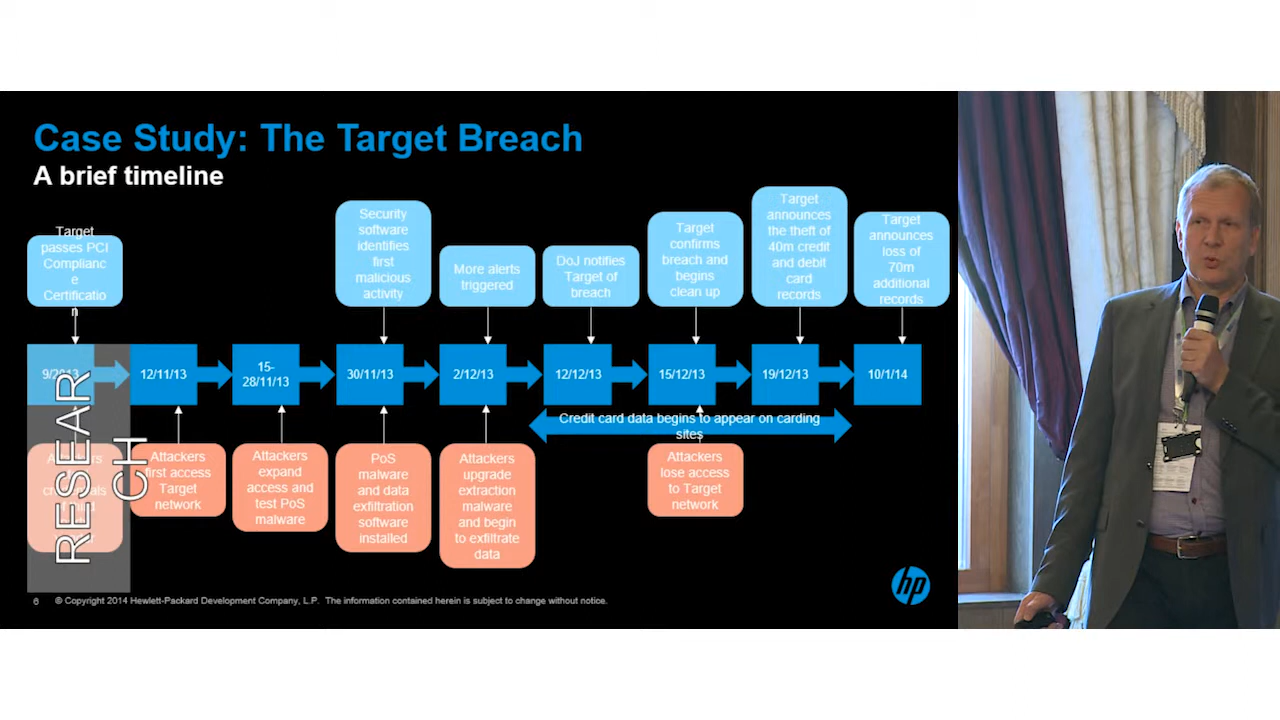 Case Study: The Target Breach
A brief timeline
Target
passes PCI
Complianc
e
Certificatio
n
Security
software
identifies
first
malicious
activity
More alerts
triggered
DoJ notifies
Target of
breach
Target
confirms
breach and
begins
clean up
Target
announces
the theft of
40m credit
and debit
card
records
Target
announces
loss of
70m
additional
records
9/2013
12/11/13
15-
28/11/13
30/11/13
2/12/13
12/12/13
15/12/13
19/12/13
10/1/14
Credit card data begins to appear on carding
sites
RESEAR
CH
Attackers
first access
Target
network
Attackers
expand
access and
test PoS
malware
PoS
malware
and data
exfiltration
software
installed
Attackers
upgrade
extraction
malware
and begin
to exfiltrate
data
Attackers
lose access
to Target
network
6 © Copyright 2014 Hewlett-Packard Development Company, L.P. The information contained herein is subject to change without notice.
hp